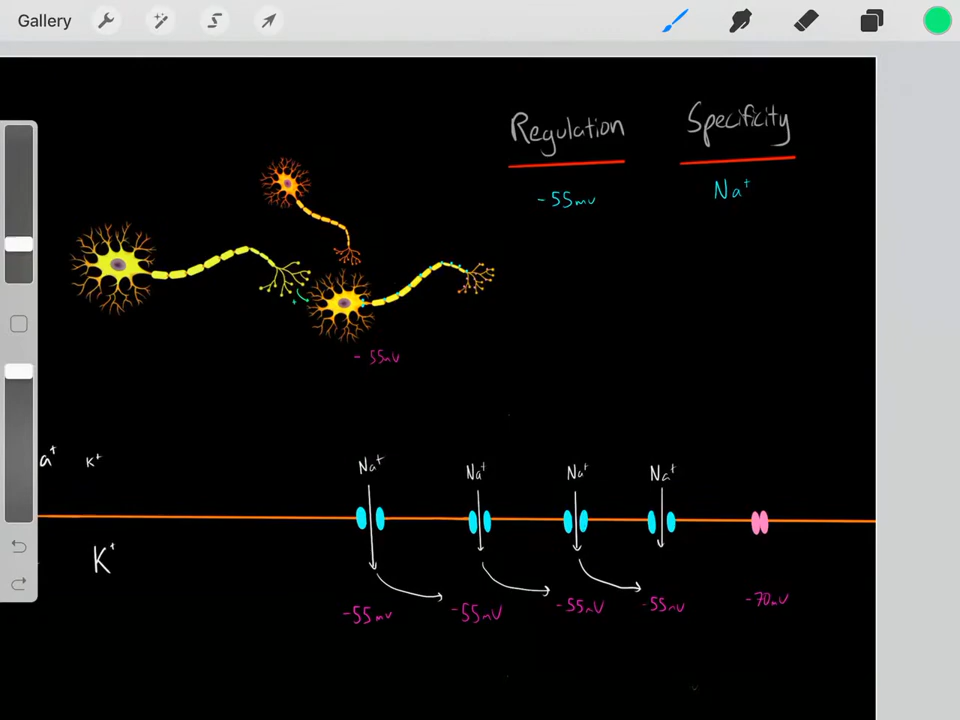 Gallery
Regulation Specificity
-55mv Na⁺
-55mV
a⁺ K⁺ Na⁺ Na⁺ Na⁺ Na⁺
K⁺
-55mv -55mV -55mV -55mV -70mV